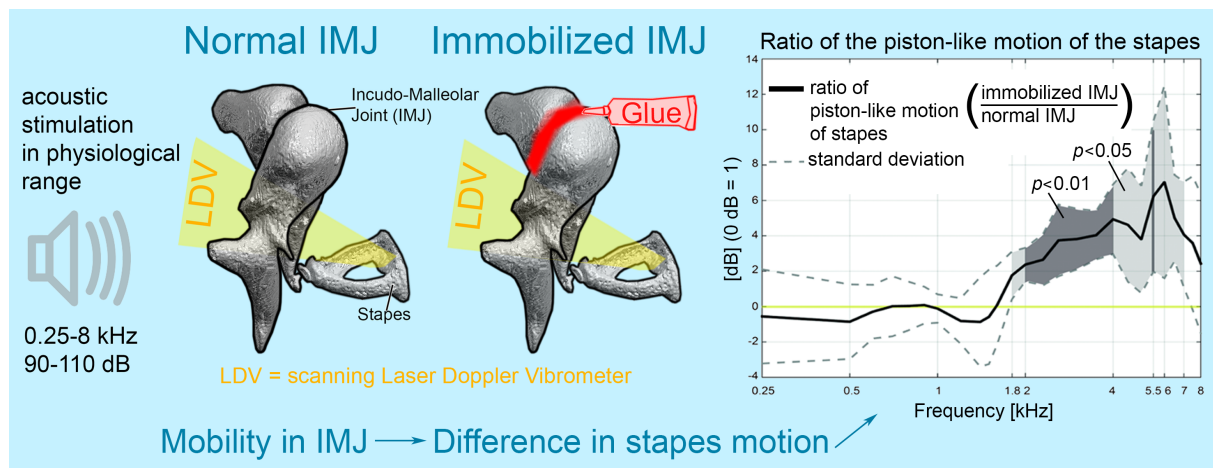 Normal IMJ
Immobilized IMJ
acoustic
stimulation
in physiological
range
0.25-8 kHz
90-110 dB
LDV
Incudo-Malleolar
Joint (IMJ)
Stapes
LDV
Glue
LDV = scanning Laser Doppler Vibrometer
Ratio of the piston-like motion of the stapes
ratio of
piston-like motion
of stapes
(immobilized IMJ
normal IMJ)
standard deviation
p<0.05
p<0.01
[dB] (0 dB = 1)
14
12
10
8
6
4
2
0
-2
-4
0.25 0.5 1 1.8 2 4 5.5 6 7 8
Frequency [kHz]
Mobility in IMJ Difference in stapes motion